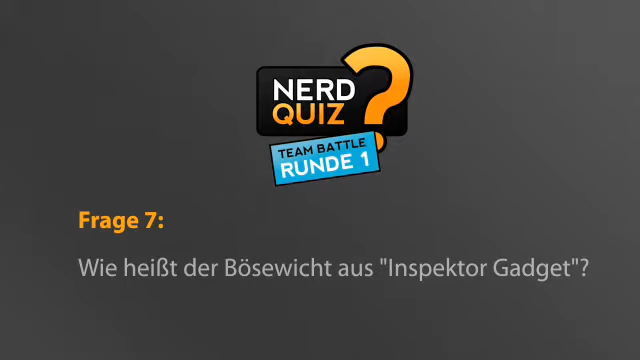 NERD
QUIZ
TEAM BATTLE
RUNDE 1
Frage 7:
Wie heißt der Bösewicht aus "Inspektor Gadget"?